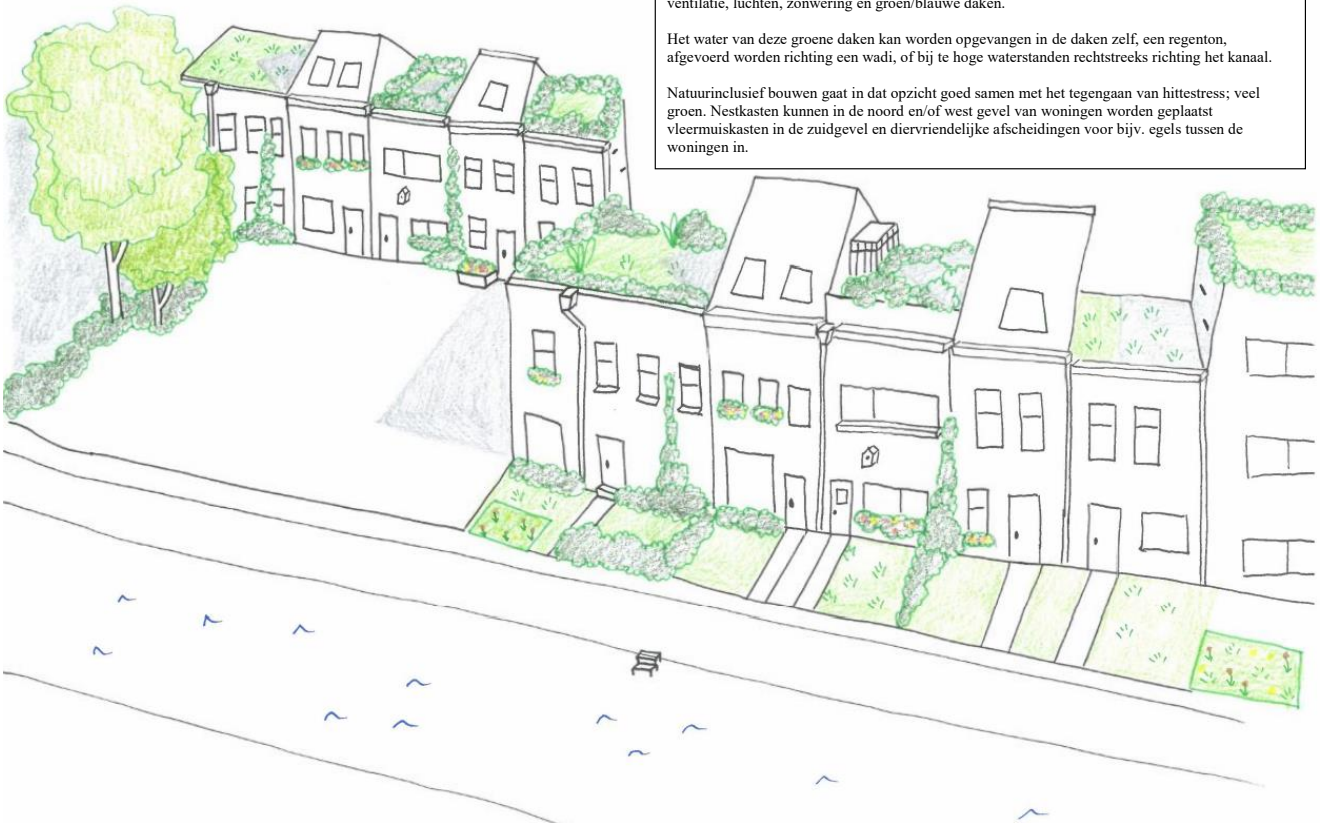 ventilatie, luchten, zonwering en groen/blauwe daken.
Het water van deze groene daken kan worden opgevangen in de daken zelf, een regenton,
afgevoerd worden richting een wadi, of bij te hoge waterstanden rechtstreeks richting het kanaal.
Natuurinclusief bouwen gaat in dat opzicht goed samen met het tegengaan van hittestress; veel
groen. Nestkasten kunnen in de noord en/of west gevel van woningen worden geplaatst
vleermuiskasten in de zuidgevel en diervriendelijke afscheidingen voor bijv. egels tussen de
woningen in.